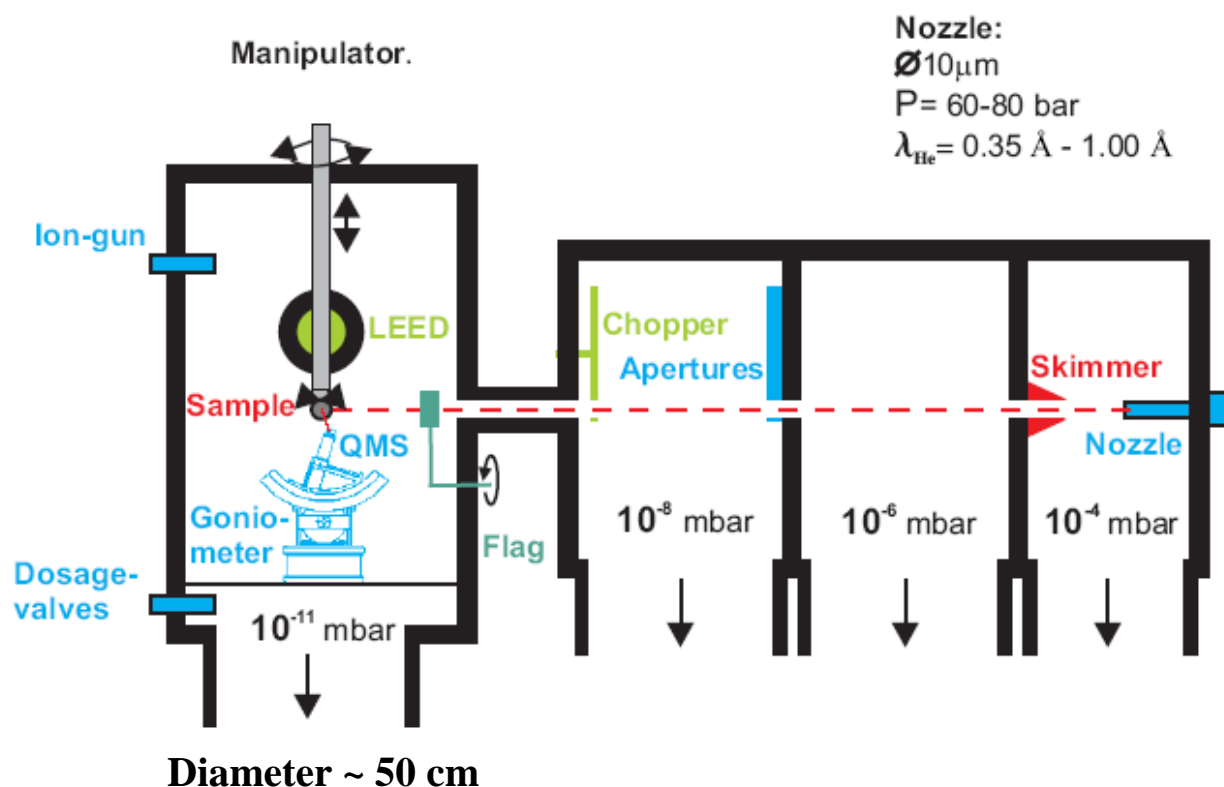 Manipulator.
Nozzle:
Ø10μm
P= 60-80 bar
λHe= 0.35 Å - 1.00 Å
Ion-gun
LEED
Chopper
Apertures
Skimmer
Sample
QMS
Nozzle
Gonio-
meter
Flag
10⁻⁸ mbar
10⁻⁶ mbar
10⁻⁴ mbar
Dosage-
valves
10⁻¹¹ mbar
Diameter ~ 50 cm